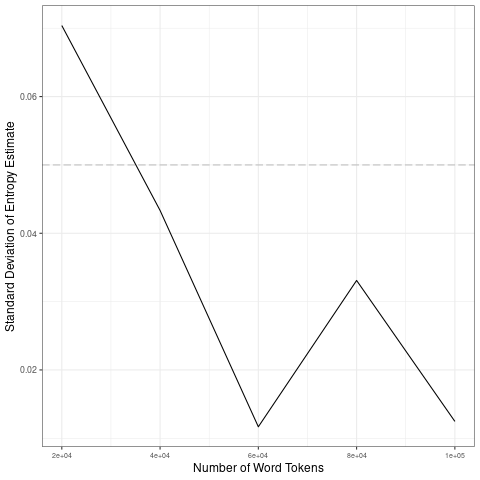 Standard Deviation of Entropy Estimate
0.06
0.04
0.02
2e+04 4e+04 6e+04 8e+04 1e+05
Number of Word Tokens